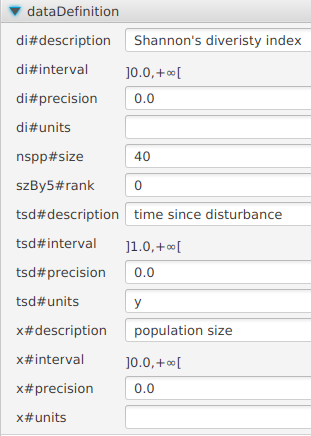 dataDefinition
di#description Shannon's diveristy index
di#interval ]0.0,+∞[
di#precision 0.0
di#units
nspp#size 40
szBy5#rank 0
tsd#description time since disturbance
tsd#interval ]1.0,+∞[
tsd#precision 0.0
tsd#units y
x#description population size
x#interval ]0.0,+∞[
x#precision 0.0
x#units